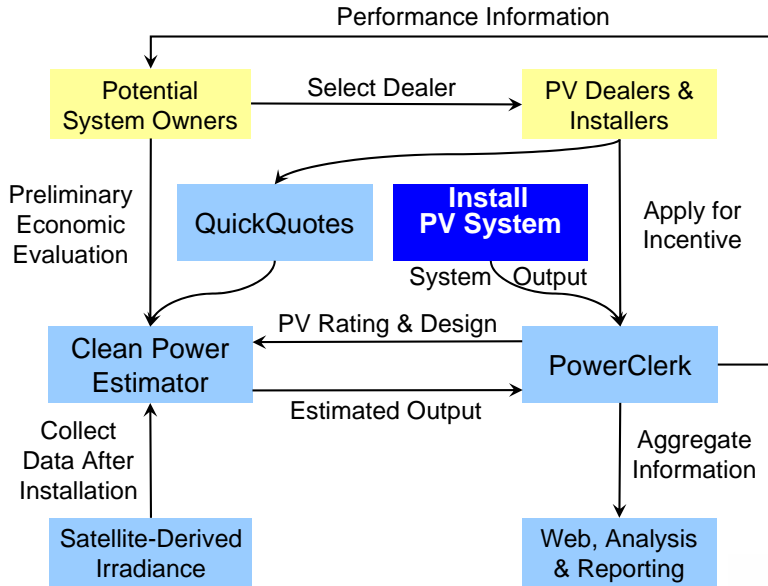 Performance Information
Potential
System Owners
Select Dealer
PV Dealers &
Installers
Preliminary
Economic
Evaluation
QuickQuotes
Install
PV System
Apply for
Incentive
System Output
PV Rating & Design
Clean Power
Estimator
PowerClerk
Estimated Output
Collect
Data After
Installation
Aggregate
Information
Satellite-Derived
Irradiance
Web, Analysis
& Reporting